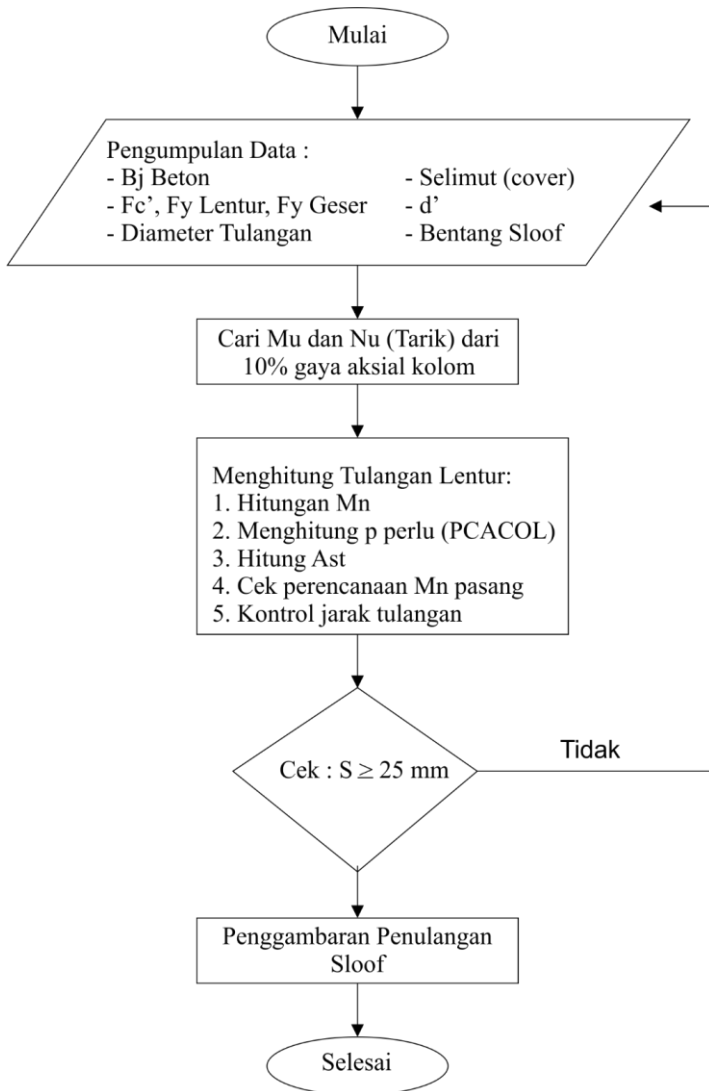 Mulai
Pengumpulan Data :
- Bj Beton
- Fc’, Fy Lentur, Fy Geser
- Diameter Tulangan
- Selimut (cover)
- d’
- Bentang Sloof
Cari Mu dan Nu (Tarik) dari
10% gaya aksial kolom
Menghitung Tulangan Lentur:
1. Hitungan Mn
2. Menghitung p perlu (PCACOL)
3. Hitung Ast
4. Cek perencanaan Mn pasang
5. Kontrol jarak tulangan
Cek : S ≥ 25 mm
Tidak
Penggambaran Penulangan
Sloof
Selesai